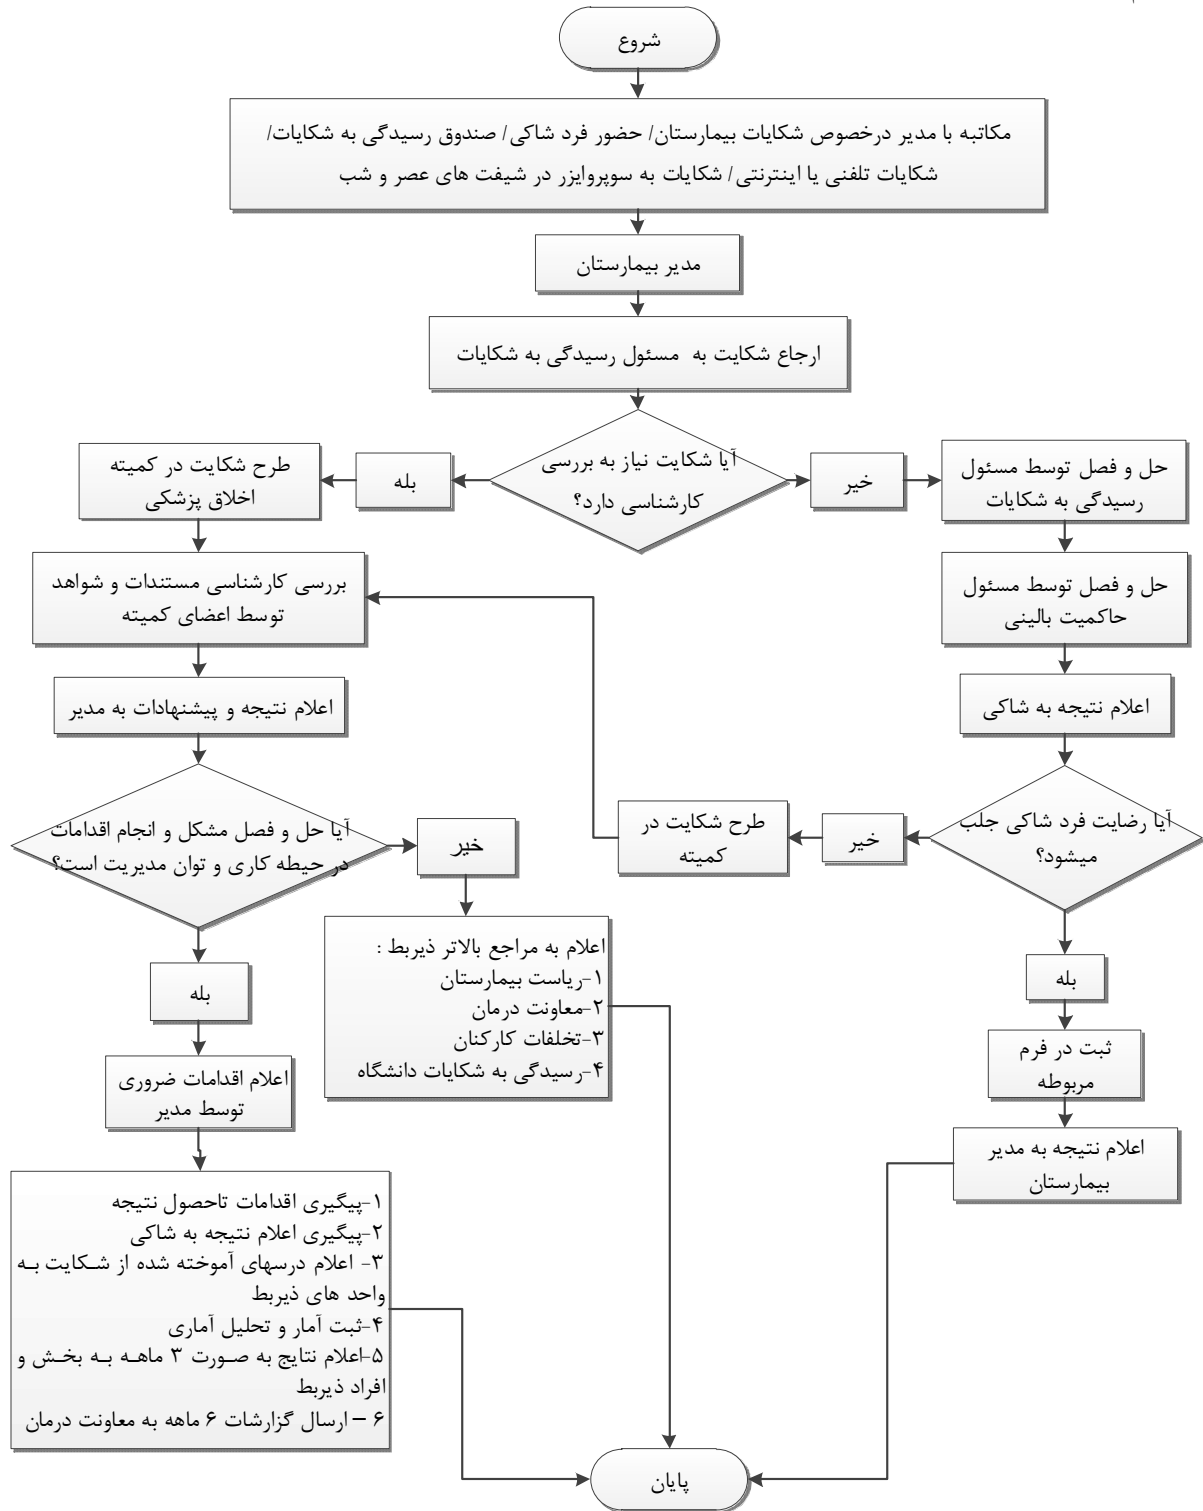 شروع
مکاتبه با مدیر درخصوص شکایات بیمارستان/ حضور فرد شاکی/ صندوق رسیدگی به شکایات/
شکایات تلفنی یا اینترنتی/ شکایات به سوپروایزر در شیفت های عصر و شب
مدیر بیمارستان
ارجاع شکایت به مسئول رسیدگی به شکایات
آیا شکایت نیاز به بررسی
کارشناسی دارد؟
خیر
حل و فصل توسط مسئول
رسیدگی به شکایات
حل و فصل توسط مسئول
حاکمیت بالینی
اعلام نتیجه به شاکی
آیا رضایت فرد شاکی جلب
میشود؟
خیر
طرح شکایت در
کمیته
بله
ثبت در فرم
مربوطه
اعلام نتیجه به مدیر
بیمارستان
بله
طرح شکایت در کمیته
اخلاق پزشکی
بررسی کارشناسی مستندات و شواهد
توسط اعضای کمیته
اعلام نتیجه و پیشنهادات به مدیر
آیا حل و فصل مشکل و انجام اقدامات
در حیطه کاری و توان مدیریت است؟
خیر
اعلام به مراجع بالاتر ذیربط :
۱-ریاست بیمارستان
۲-معاونت درمان
۳-تخلفات کارکنان
۴-رسیدگی به شکایات دانشگاه
بله
اعلام اقدامات ضروری
توسط مدیر
۱-پیگیری اقدامات تاحصول نتیجه
۲-پیگیری اعلام نتیجه به شاکی
۳- اعلام درسهای آموخته شده از شکایت به
واحد های ذیربط
۴-ثبت آمار و تحلیل آماری
۵-اعلام نتایج به صورت ۳ ماهه به بخش و
افراد ذیربط
۶ – ارسال گزارشات ۶ ماهه به معاونت درمان
پایان